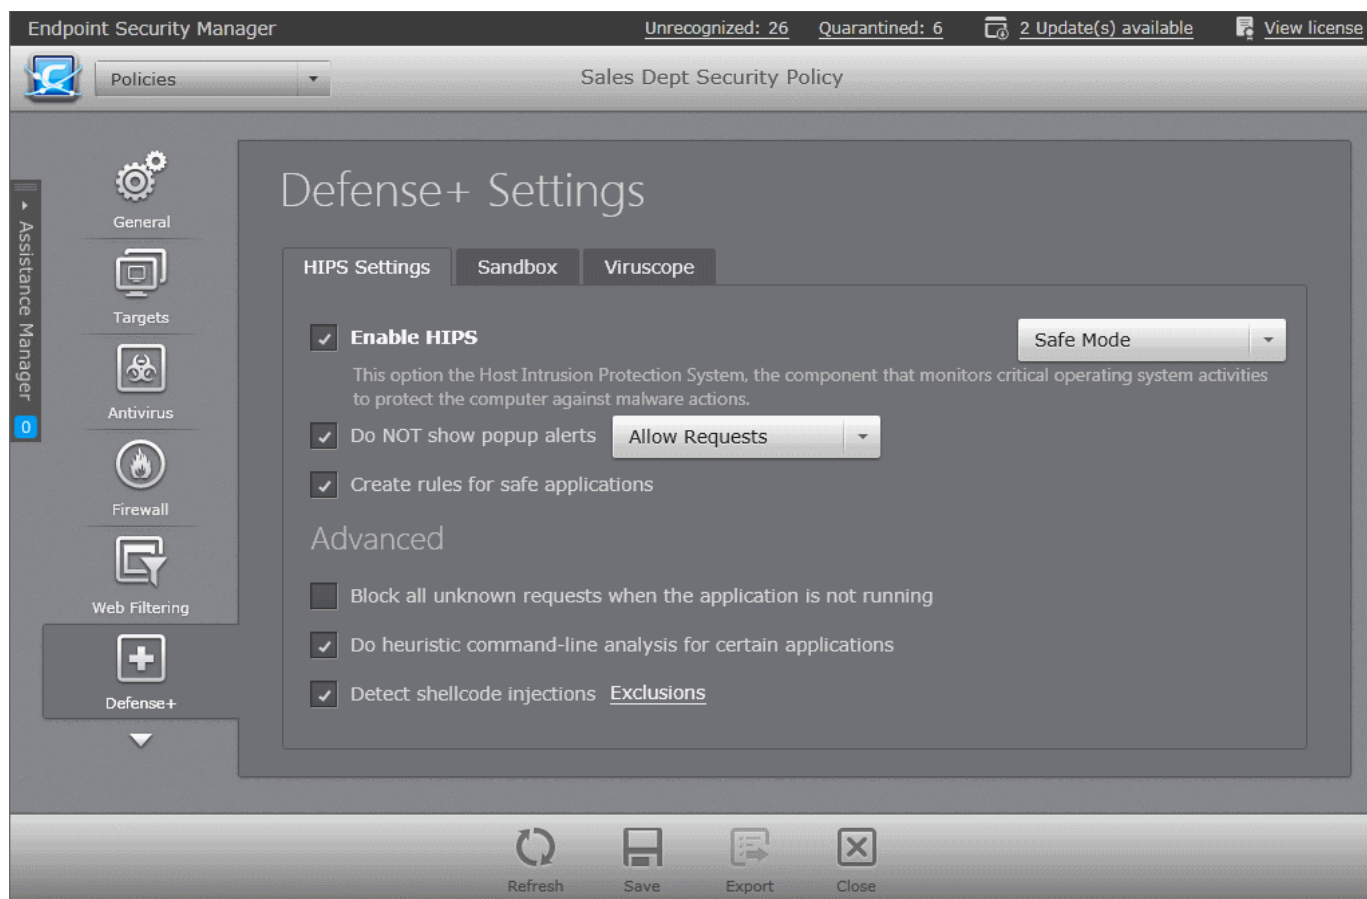 Endpoint Security Manager
Unrecognized: 26
Quarantined: 6
2 Update(s) available
View license
Policies
Sales Dept Security Policy
Assistance Manager
0
General
Targets
Antivirus
Firewall
Web Filtering
Defense+
Defense+ Settings
HIPS Settings
Sandbox
Viruscope
Enable HIPS
Safe Mode
This option the Host Intrusion Protection System, the component that monitors critical operating system activities
to protect the computer against malware actions.
Do NOT show popup alerts
Allow Requests
Create rules for safe applications
Advanced
Block all unknown requests when the application is not running
Do heuristic command-line analysis for certain applications
Detect shellcode injections Exclusions
Refresh
Save
Export
Close